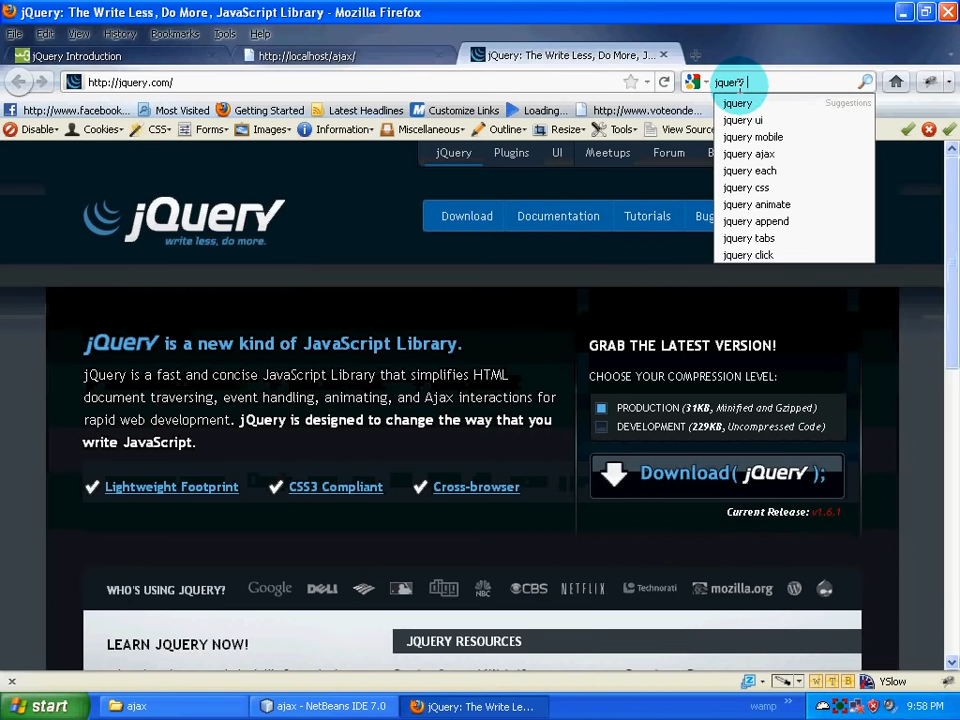 jQuery: The Write Less, Do More, JavaScript Library - Mozilla Firefox
File Edit View History Bookmarks Tools Help
jQuery Introduction
http://localhost/ajax/
jQuery: The Write Less, Do More, J...
http://jquery.com/
jquery
http://www.facebook...
Most Visited
Getting Started
Latest Headlines
Customize Links
http://www.voteondе...
Disable
Cookies
CSS
Forms
Images
Information
Miscellaneous
Outline
Resize
Tools
View Sourc
jquery
Suggestions
jquery ui
jquery mobile
jquery ajax
jquery each
jquery css
jquery animate
jquery append
jquery tabs
jquery click
jQuery Plugins UI Meetups Forum B
jQuery
write less, do more.
Download Documentation Tutorials Bug
jQuery is a new kind of JavaScript Library.
jQuery is a fast and concise JavaScript Library that simplifies HTML
document traversing, event handling, animating, and Ajax interactions for
rapid web development. jQuery is designed to change the way that you
write JavaScript.
Lightweight Footprint
CSS3 Compliant
Cross-browser
GRAB THE LATEST VERSION!
CHOOSE YOUR COMPRESSION LEVEL:
PRODUCTION (31KB, Minified and Gzipped)
DEVELOPMENT (229KB, Uncompressed Code)
Download( jQuery );
Current Release: v1.6.1
WHO'S USING JQUERY?
Google
DELL
NBC
CBS
NETFLIX
Technorati
mozilla.org
LEARN JQUERY NOW!
JQUERY RESOURCES
YSlow
start
ajax
ajax - NetBeans IDE 7.0
jQuery: The Write Le...
wamp
9:58 PM